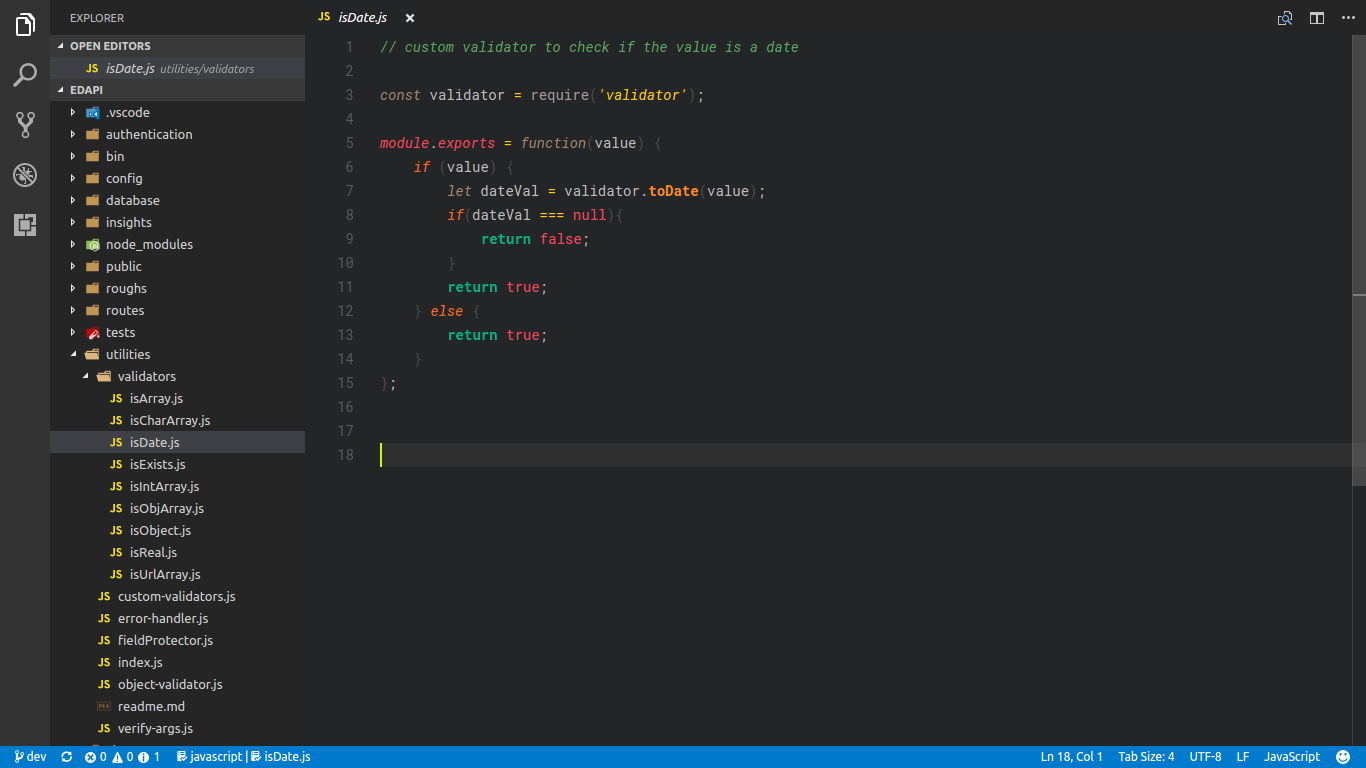 EXPLORER
OPEN EDITORS
JS isDate.js utilities/validators
EDAPI
.vscode
authentication
bin
config
database
insights
node_modules
public
roughs
routes
tests
utilities
validators
JS isArray.js
JS isCharArray.js
JS isDate.js
JS isExists.js
JS isIntArray.js
JS isObjArray.js
JS isObject.js
JS isReal.js
JS isUrlArray.js
JS custom-validators.js
JS error-handler.js
JS fieldProtector.js
JS index.js
JS object-validator.js
readme.md
JS verify-args.js
JS isDate.js ×
1 // custom validator to check if the value is a date
2
3 const validator = require('validator');
4
5 module.exports = function(value) {
6 if (value) {
7 let dateVal = validator.toDate(value);
8 if(dateVal === null){
9 return false;
10 }
11 return true;
12 } else {
13 return true;
14 }
15 };
16
17
18
dev 0 0 1 javascript | isDate.js Ln 18, Col 1 Tab Size: 4 UTF-8 LF JavaScript